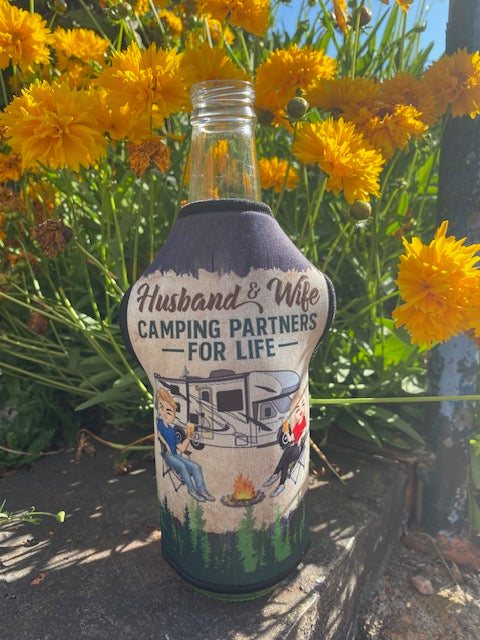 Husband & Wife
CAMPING PARTNERS
— FOR LIFE —